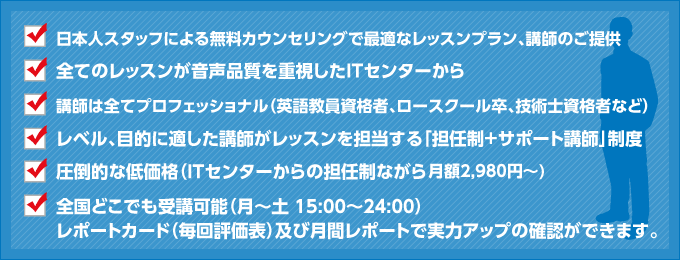 日本人スタッフによる無料カウンセリングで最適なレッスンプラン、講師のご提供
全てのレッスンが音声品質を重視したITセンターから
講師は全てプロフェッショナル（英語教員資格者、ロースクール卒、技術士資格者など）
レベル、目的に適した講師がレッスンを担当する「担任制+サポート講師」制度
圧倒的な低価格（ITセンターからの担任制ながら月額2,980円～）
全国どこでも受講可能（月～土 15:00～24:00）
レポートカード（毎回評価表）及び月間レポートで実力アップの確認ができます。